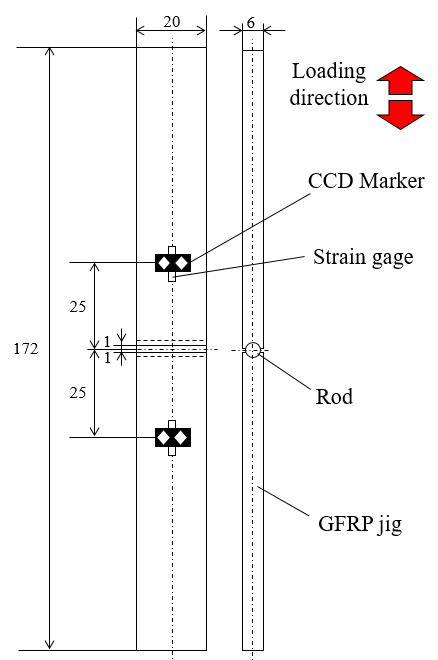 20
6
Loading
direction
CCD Marker
Strain gage
25
1
172
1
25
Rod
GFRP jig